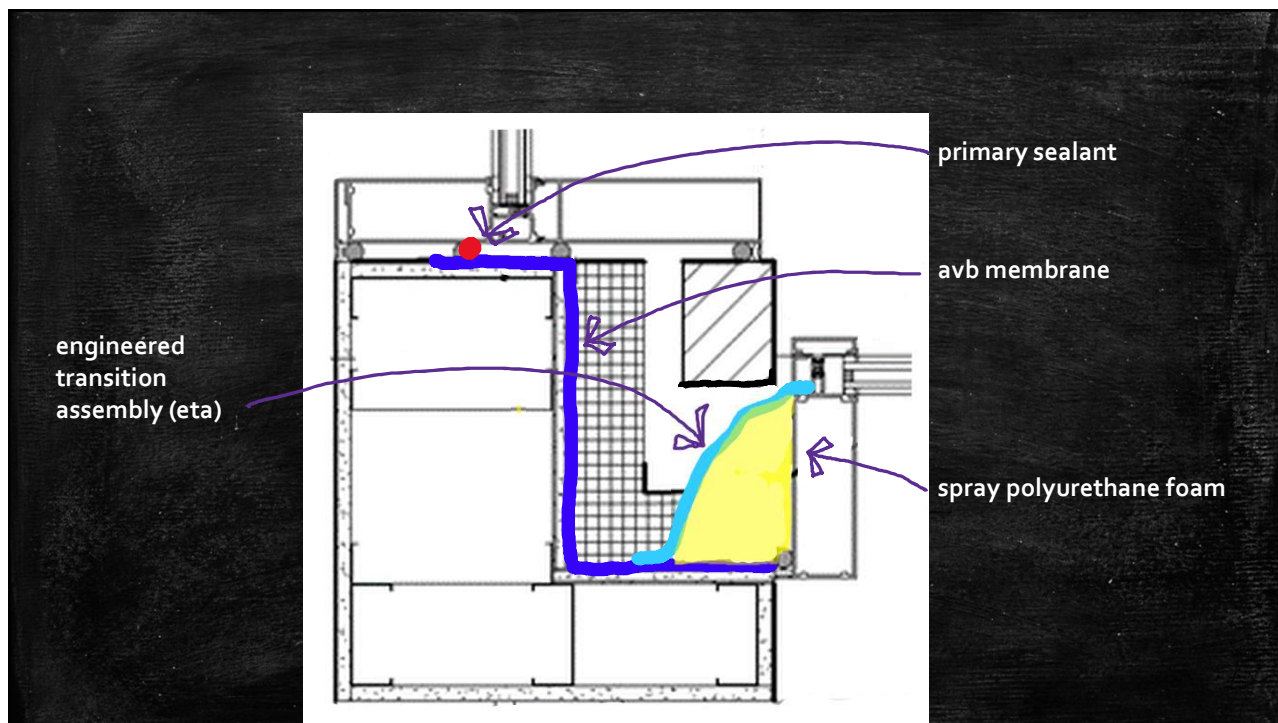 primary sealant
avb membrane
engineered
transition
assembly (eta)
spray polyurethane foam